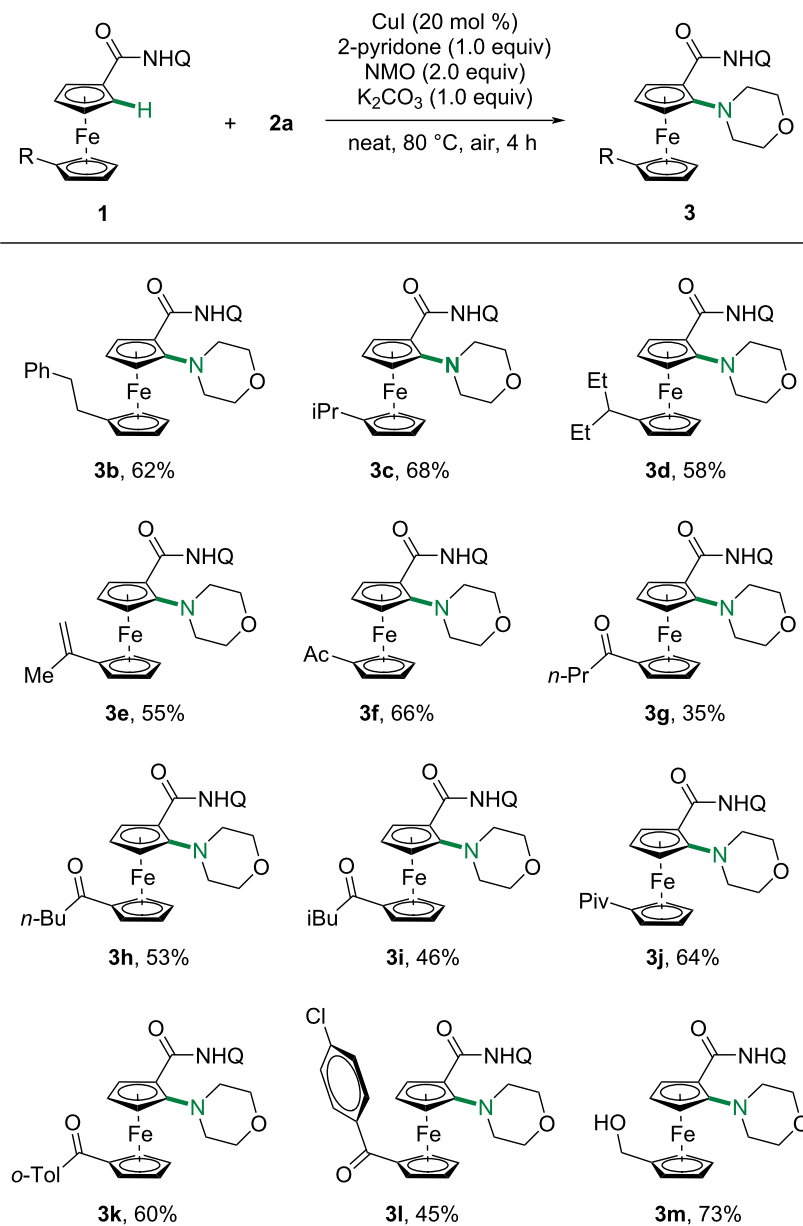 CuI (20 mol %)
2-pyridone (1.0 equiv)
NMO (2.0 equiv)
K₂CO₃ (1.0 equiv)
neat, 80 °C, air, 4 h
O
NHQ
H
Fe
R
1
+
2a
O
NHQ
N
O
Fe
R
3
O
NHQ
N
O
Ph
Fe
3b, 62%
O
NHQ
N
O
Fe
iPr
3c, 68%
O
NHQ
N
O
Et
Fe
Et
3d, 58%
O
NHQ
N
O
Fe
Me
3e, 55%
O
NHQ
N
O
Fe
Ac
3f, 66%
O
NHQ
N
O
O
Fe
n-Pr
3g, 35%
O
NHQ
N
O
O
Fe
n-Bu
3h, 53%
O
NHQ
N
O
O
Fe
iBu
3i, 46%
O
NHQ
N
O
Fe
Piv
3j, 64%
O
NHQ
N
O
O
Fe
o-Tol
3k, 60%
Cl
O
NHQ
N
O
Fe
O
3l, 45%
O
NHQ
N
O
HO
Fe
3m, 73%